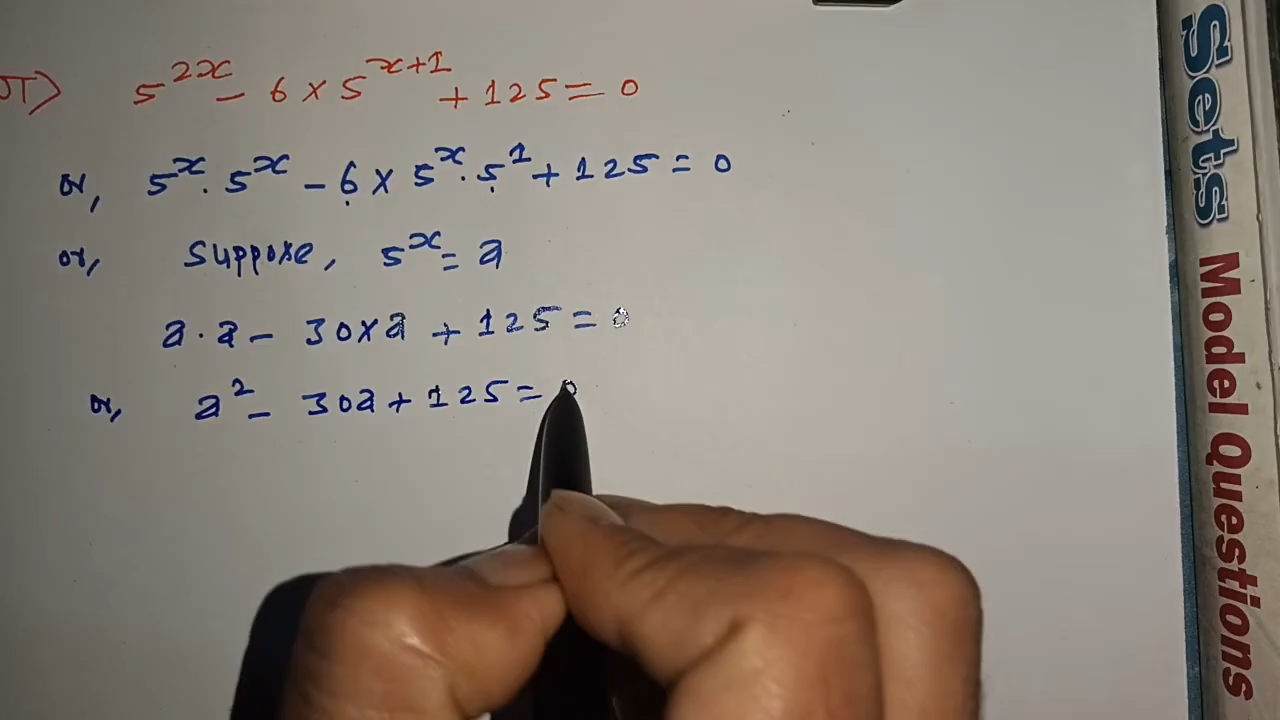 5^{2x} - 6 × 5^{x+1} + 125 = 0
or, 5^x . 5^x - 6 × 5^x . 5^1 + 125 = 0
or, Suppose, 5^x = a
a . a - 30 × a + 125 = 0
or, a^2 - 30a + 125 = 0
Sets Model Questions